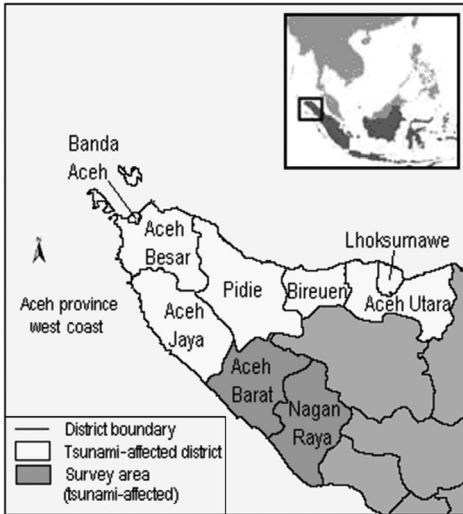 Banda
Aceh
Aceh
Besar
Lhoksumawe
Pidie
Bireuen
Aceh Utara
Aceh province
west coast
Aceh
Jaya
Aceh
Barat
Nagan
Raya
District boundary
Tsunami-affected district
Survey area
(tsunami-affected)